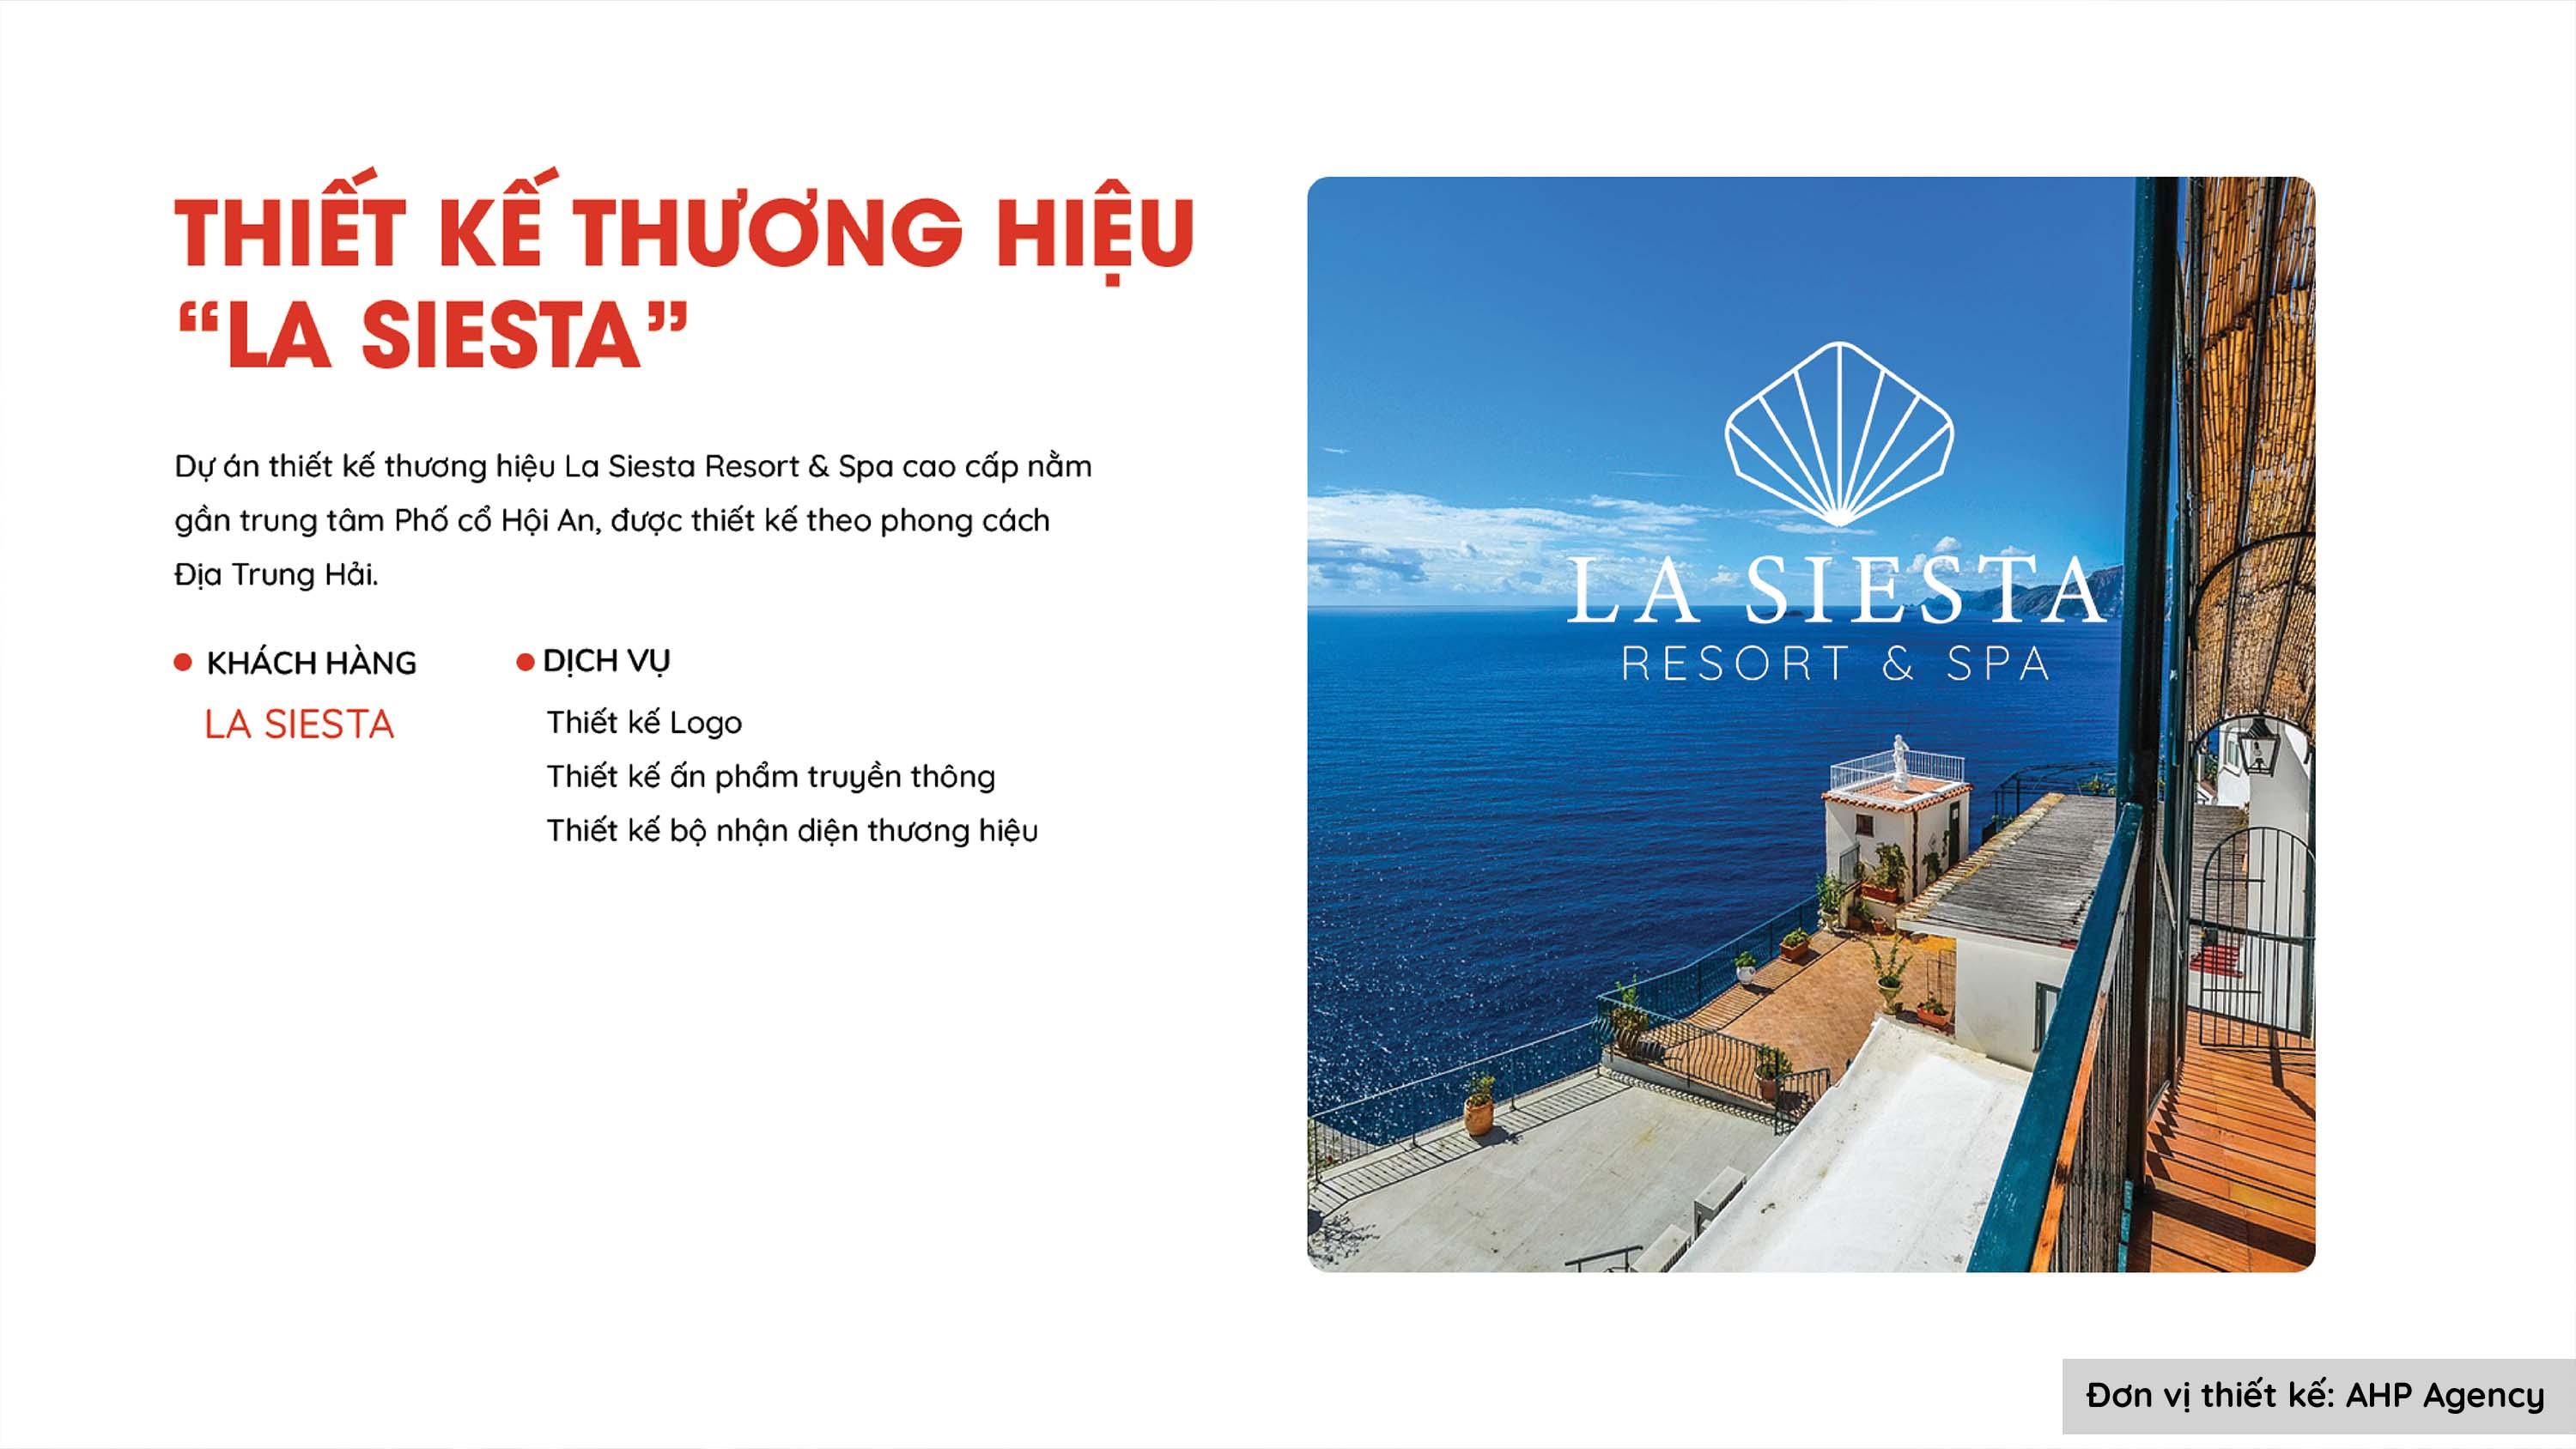 THIẾT KẾ THƯƠNG HIỆU
“LA SIESTA”
Dự án thiết kế thương hiệu La Siesta Resort & Spa cao cấp nằm
gần trung tâm Phố cổ Hội An, được thiết kế theo phong cách
Địa Trung Hải.
KHÁCH HÀNG
LA SIESTA
DỊCH VỤ
Thiết kế Logo
Thiết kế ấn phẩm truyền thông
Thiết kế bộ nhận diện thương hiệu
LA SIESTA
RESORT & SPA
Đơn vị thiết kế: AHP Agency